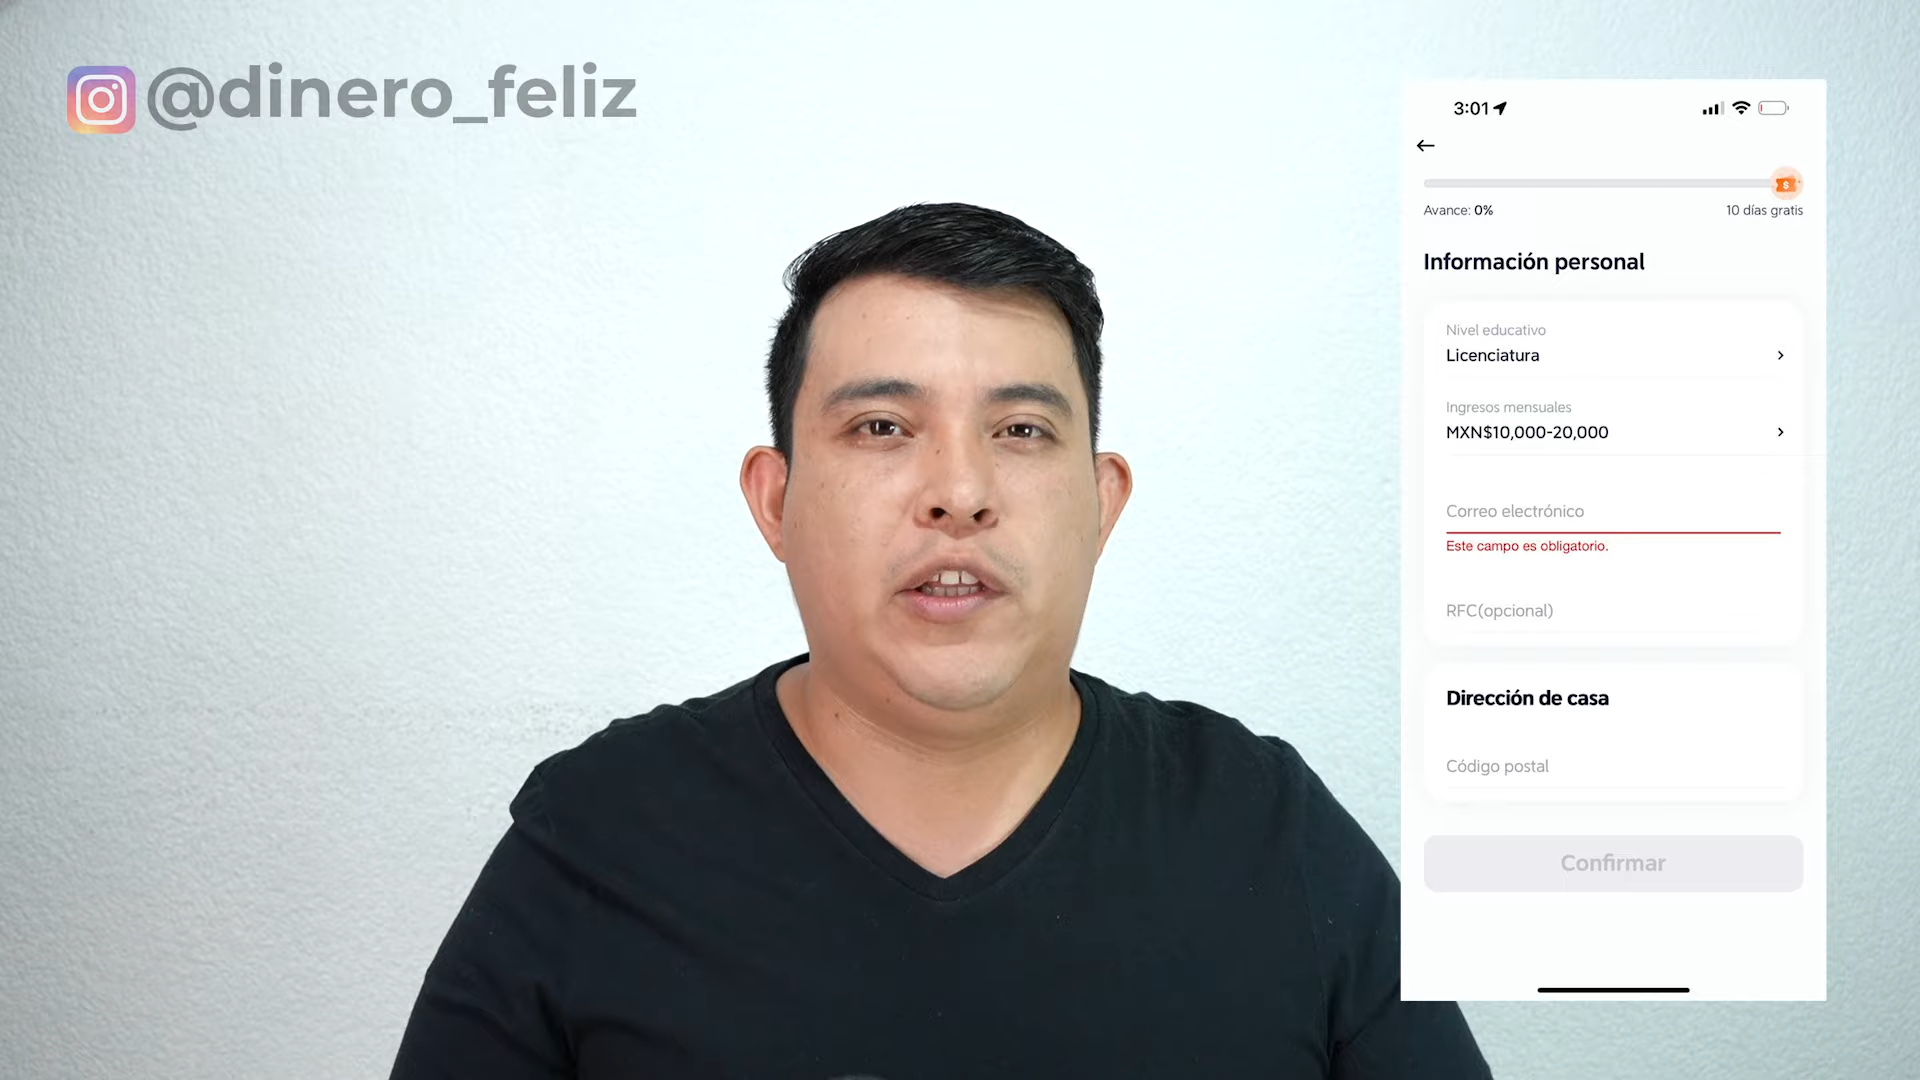 @dinero_feliz
3:01
Avance: 0%
10 días gratis
Información personal
Nivel educativo
Licenciatura
Ingresos mensuales
MXN$10,000-20,000
Correo electrónico
Este campo es obligatorio.
RFC(opcional)
Dirección de casa
Código postal
Confirmar